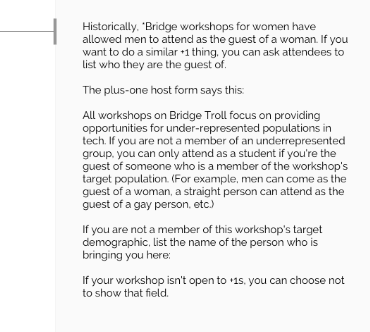 Historically, *Bridge workshops for women have
allowed men to attend as the guest of a woman. If you
want to do a similar +1 thing, you can ask attendees to
list who they are the guest of.
The plus-one host form says this:
All workshops on Bridge Troll focus on providing
opportunities for under-represented populations in
tech. If you are not a member of an underrepresented
group, you can only attend as a student if you're the
guest of someone who is a member of the workshop's
target population. (For example, men can come as the
guest of a woman, a straight person can attend as the
guest of a gay person, etc.)
If you are not a member of this workshop's target
demographic, list the name of the person who is
bringing you here:
If your workshop isn't open to +1s, you can choose not
to show that field.